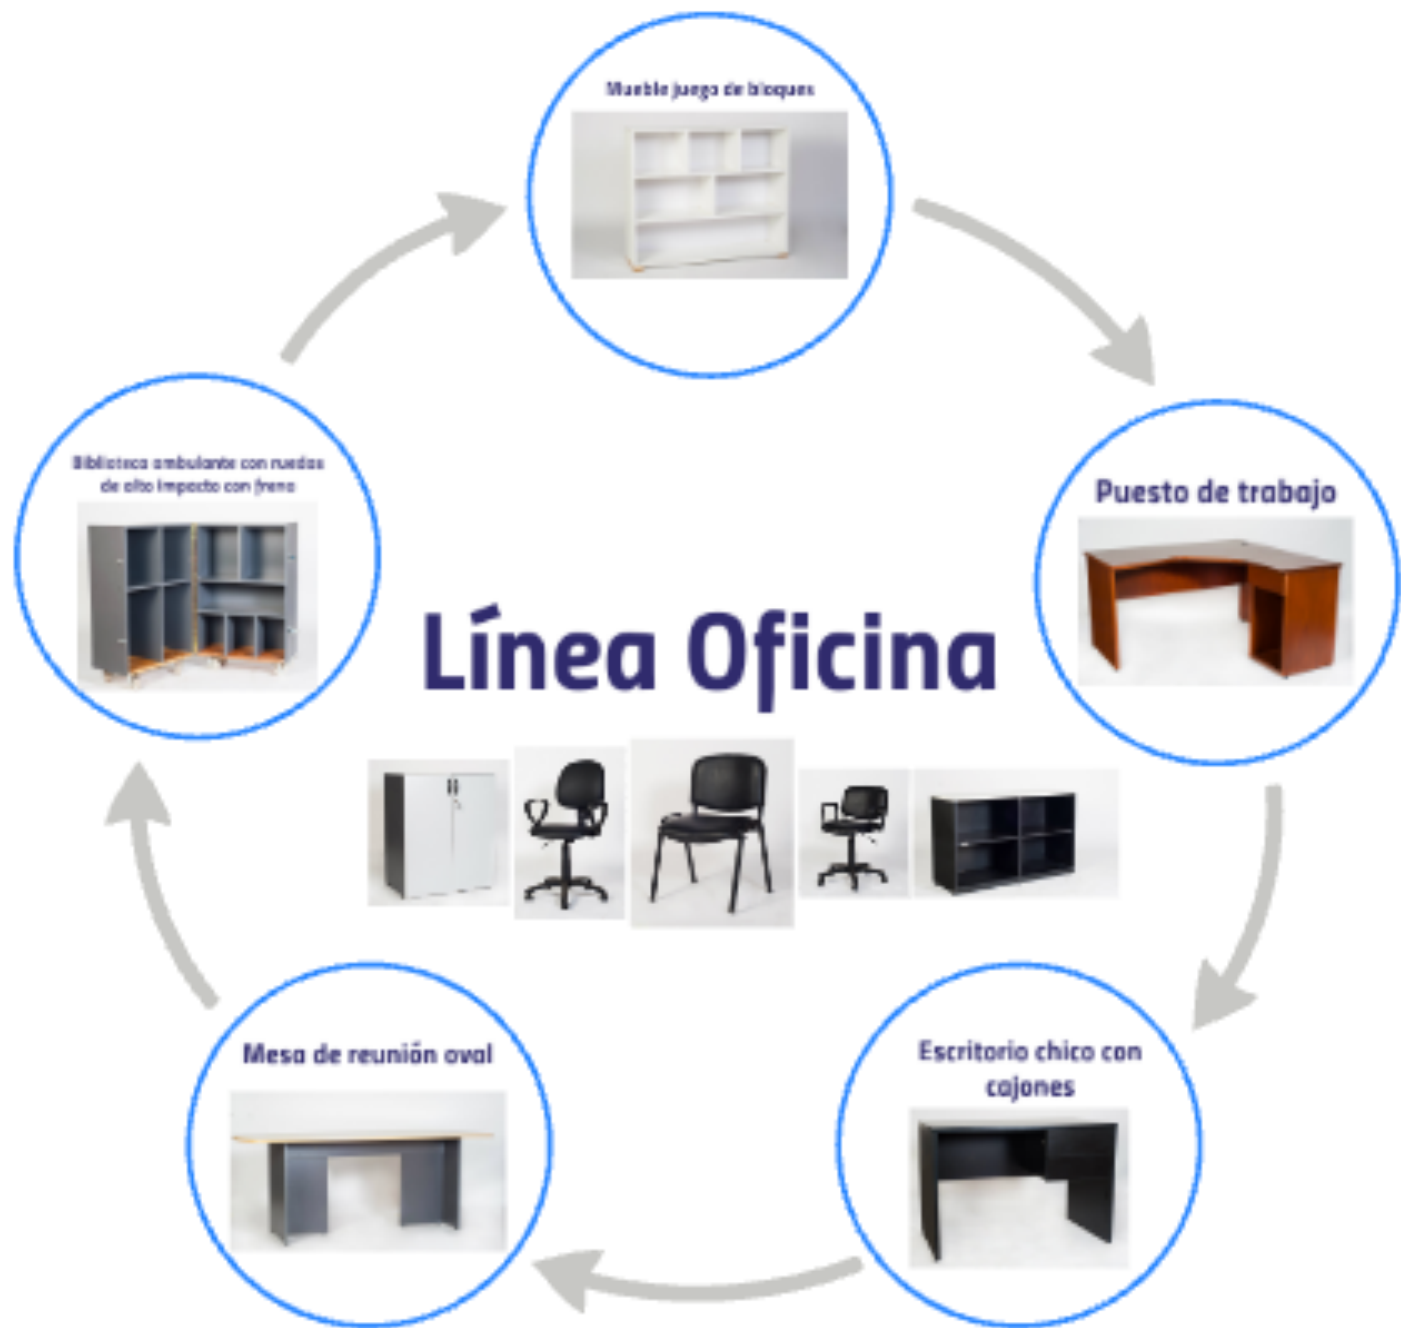 Mueble juego de bloques
Puesto de trabajo
Escritorio chico con
cajones
Mesa de reunión oval
Biblioteca ambulante con ruedas
de alto impacto con freno
Línea Oficina